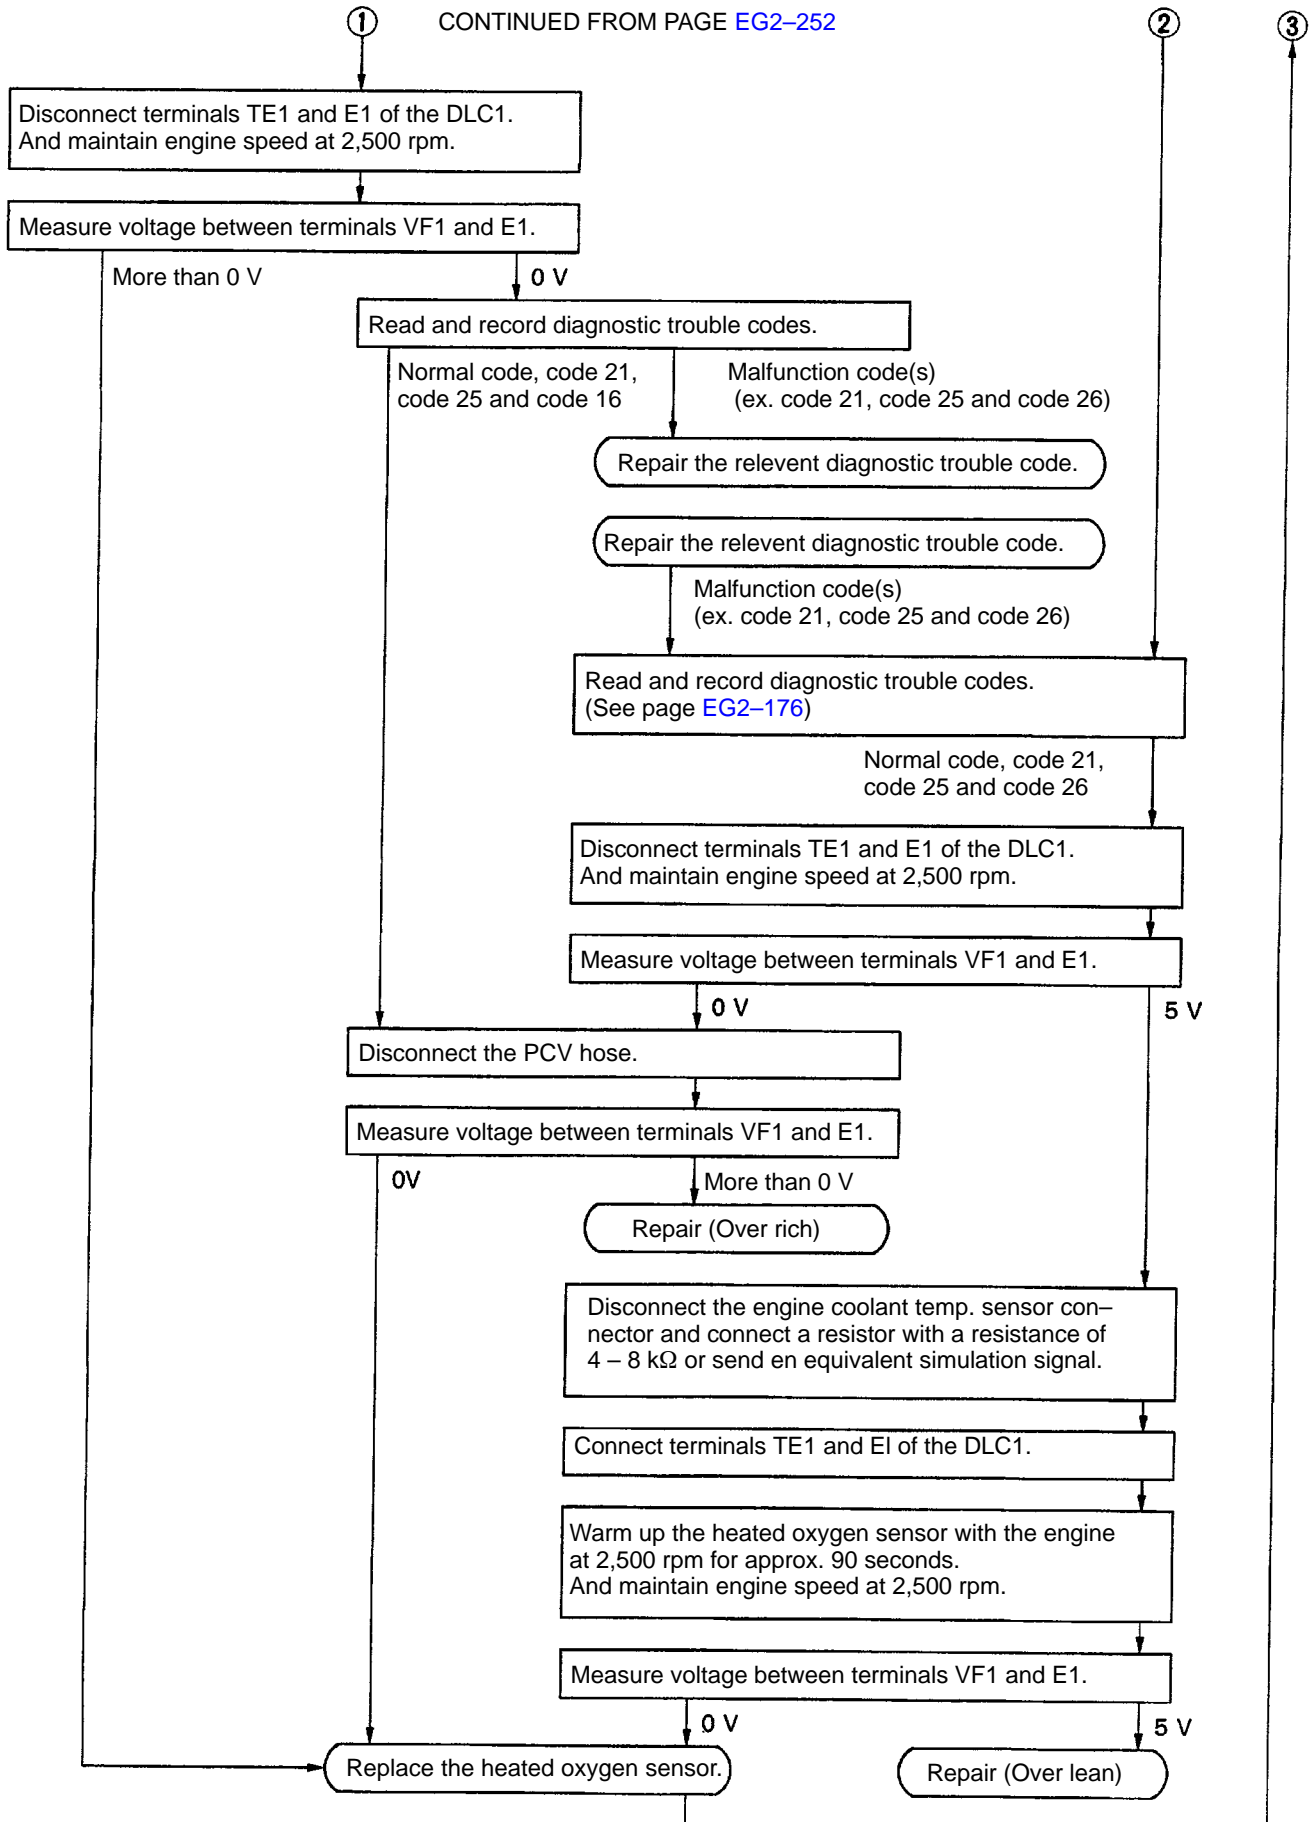 1
CONTINUED FROM PAGE EG2–252
2
3
Disconnect terminals TE1 and E1 of the DLC1.
And maintain engine speed at 2,500 rpm.
Measure voltage between terminals VF1 and E1.
More than 0 V
0 V
Read and record diagnostic trouble codes.
Normal code, code 21,
code 25 and code 16
Malfunction code(s)
(ex. code 21, code 25 and code 26)
Repair the relevent diagnostic trouble code.
Repair the relevent diagnostic trouble code.
Malfunction code(s)
(ex. code 21, code 25 and code 26)
Read and record diagnostic trouble codes.
(See page EG2–176)
Normal code, code 21,
code 25 and code 26
Disconnect terminals TE1 and E1 of the DLC1.
And maintain engine speed at 2,500 rpm.
Measure voltage between terminals VF1 and E1.
0 V
5 V
Disconnect the PCV hose.
Measure voltage between terminals VF1 and E1.
0V
More than 0 V
Repair (Over rich)
Disconnect the engine coolant temp. sensor con–
nector and connect a resistor with a resistance of
4 – 8 kΩ or send en equivalent simulation signal.
Connect terminals TE1 and EI of the DLC1.
Warm up the heated oxygen sensor with the engine
at 2,500 rpm for approx. 90 seconds.
And maintain engine speed at 2,500 rpm.
Measure voltage between terminals VF1 and E1.
0 V
5 V
Replace the heated oxygen sensor.
Repair (Over lean)